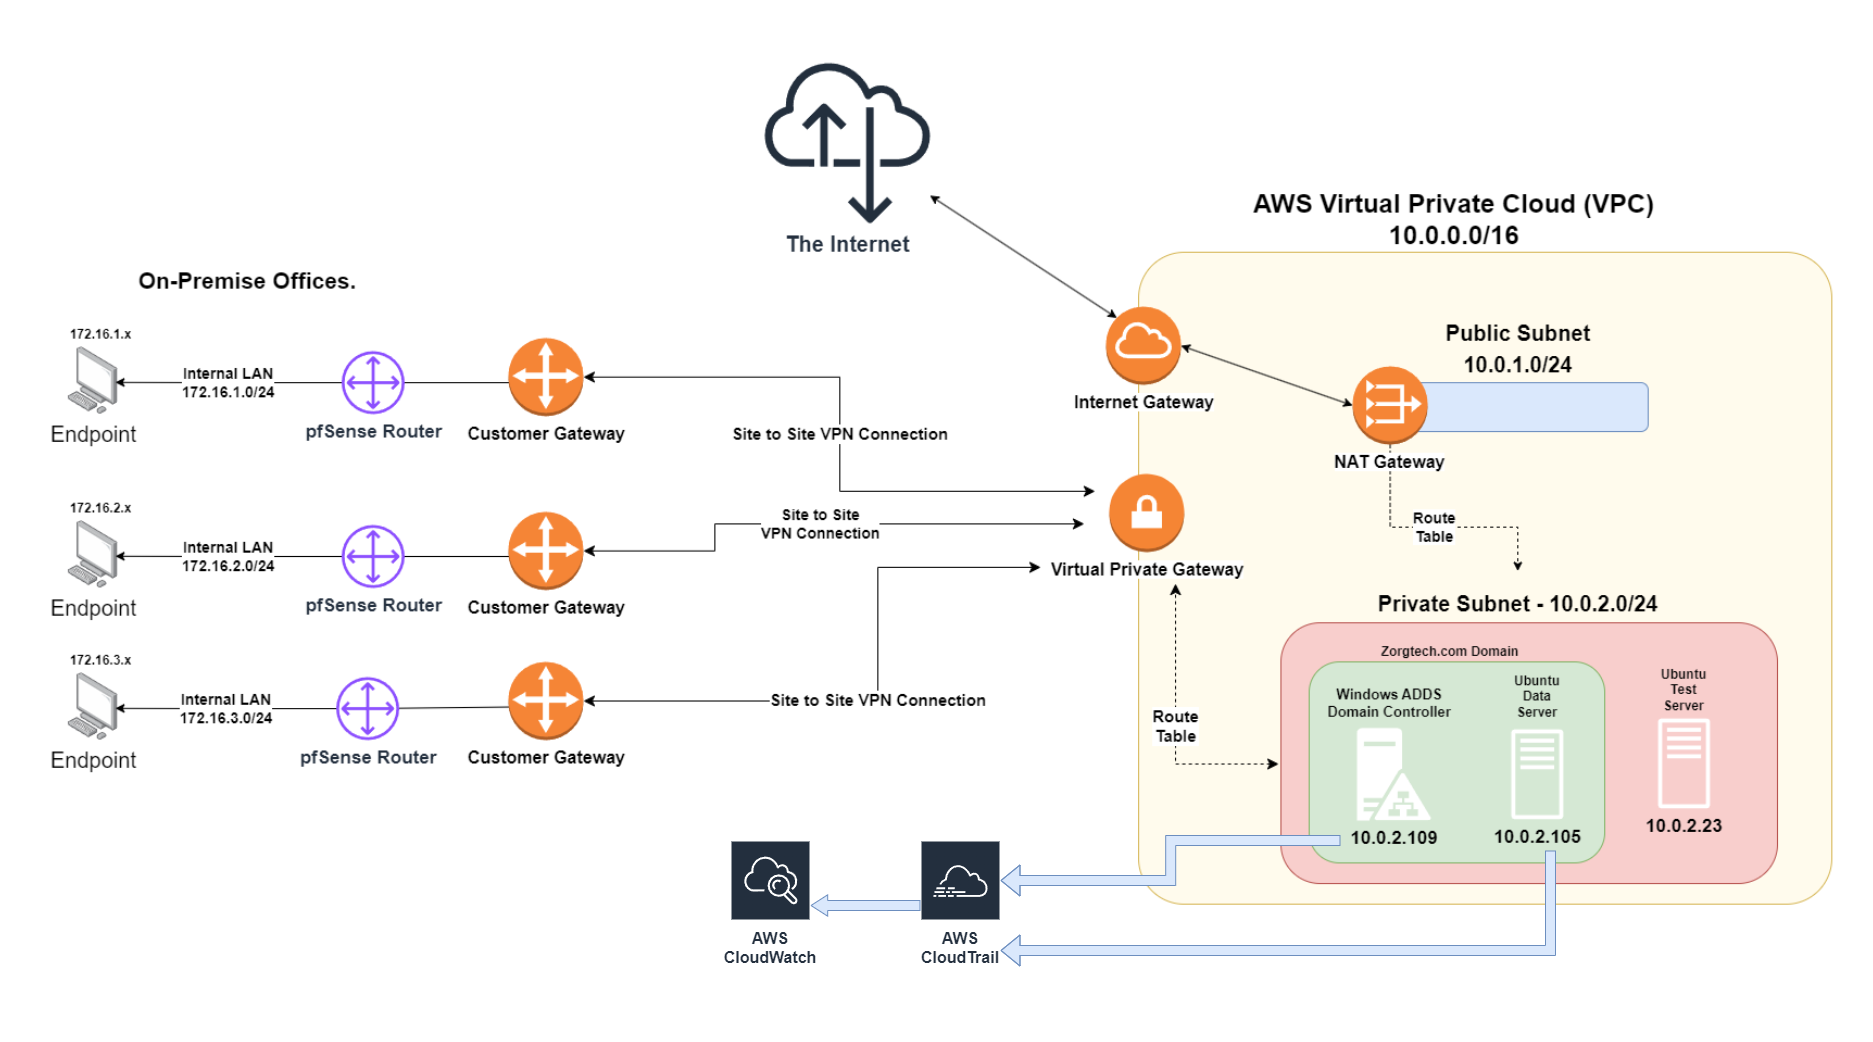 The Internet
AWS Virtual Private Cloud (VPC)
10.0.0.0/16
On-Premise Offices.
172.16.1.x
Internal LAN
172.16.1.0/24
Endpoint
pfSense Router
Customer Gateway
Site to Site VPN Connection
Internet Gateway
Public Subnet
10.0.1.0/24
NAT Gateway
172.16.2.x
Internal LAN
172.16.2.0/24
Endpoint
pfSense Router
Customer Gateway
Site to Site
VPN Connection
Virtual Private Gateway
Route
Table
172.16.3.x
Internal LAN
172.16.3.0/24
Endpoint
pfSense Router
Customer Gateway
Site to Site VPN Connection
Route
Table
Private Subnet - 10.0.2.0/24
Zorgtech.com Domain
Windows ADDS
Domain Controller
10.0.2.109
Ubuntu
Data
Server
10.0.2.105
Ubuntu
Test
Server
10.0.2.23
AWS
CloudWatch
AWS
CloudTrail